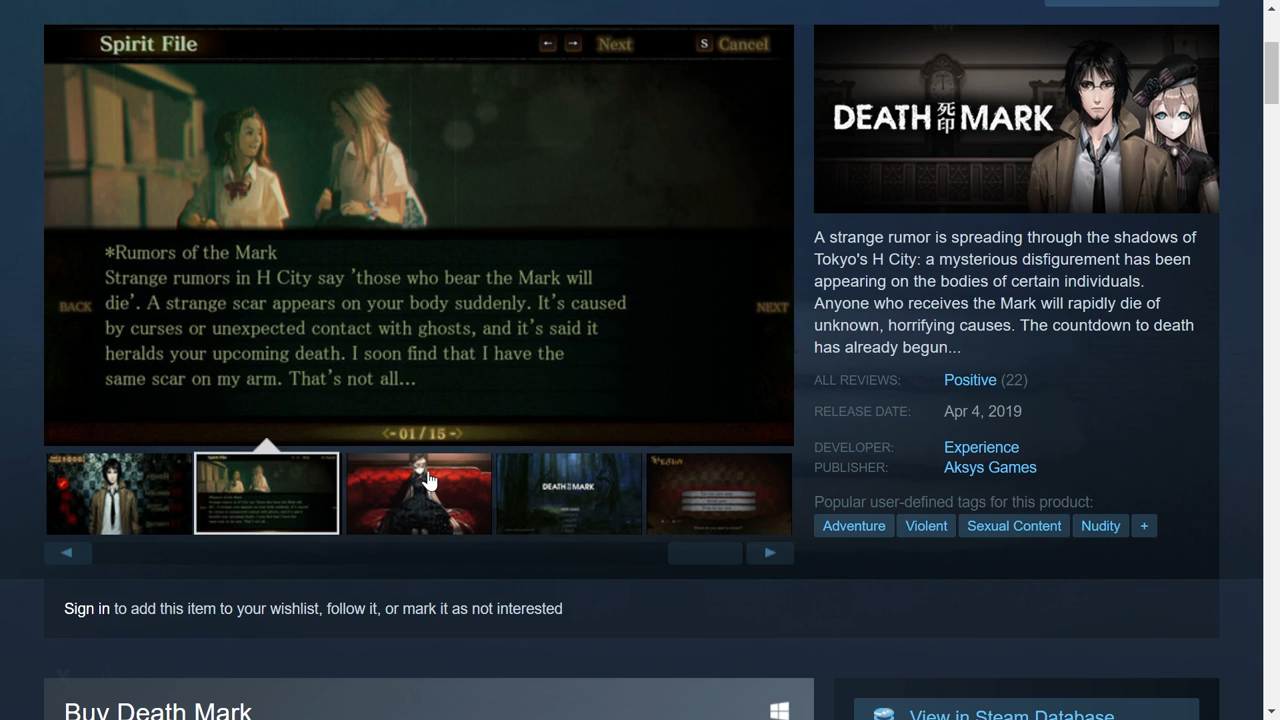 Spirit File
← → Next
S Cancel
*Rumors of the Mark
Strange rumors in H City say 'those who bear the Mark will
die'. A strange scar appears on your body suddenly. It's caused
BACK
NEXT
by curses or unexpected contact with ghosts, and it's said it
heralds your upcoming death. I soon find that I have the
same scar on my arm. That's not all...
01/15
DEATH MARK
DEATH 死印 MARK
A strange rumor is spreading through the shadows of
Tokyo's H City: a mysterious disfigurement has been
appearing on the bodies of certain individuals.
Anyone who receives the Mark will rapidly die of
unknown, horrifying causes. The countdown to death
has already begun...
ALL REVIEWS: Positive (22)
RELEASE DATE: Apr 4, 2019
DEVELOPER: Experience
PUBLISHER: Aksys Games
Popular user-defined tags for this product:
Adventure Violent Sexual Content Nudity +
Sign in to add this item to your wishlist, follow it, or mark it as not interested
Buy Death Mark
View in Steam Database